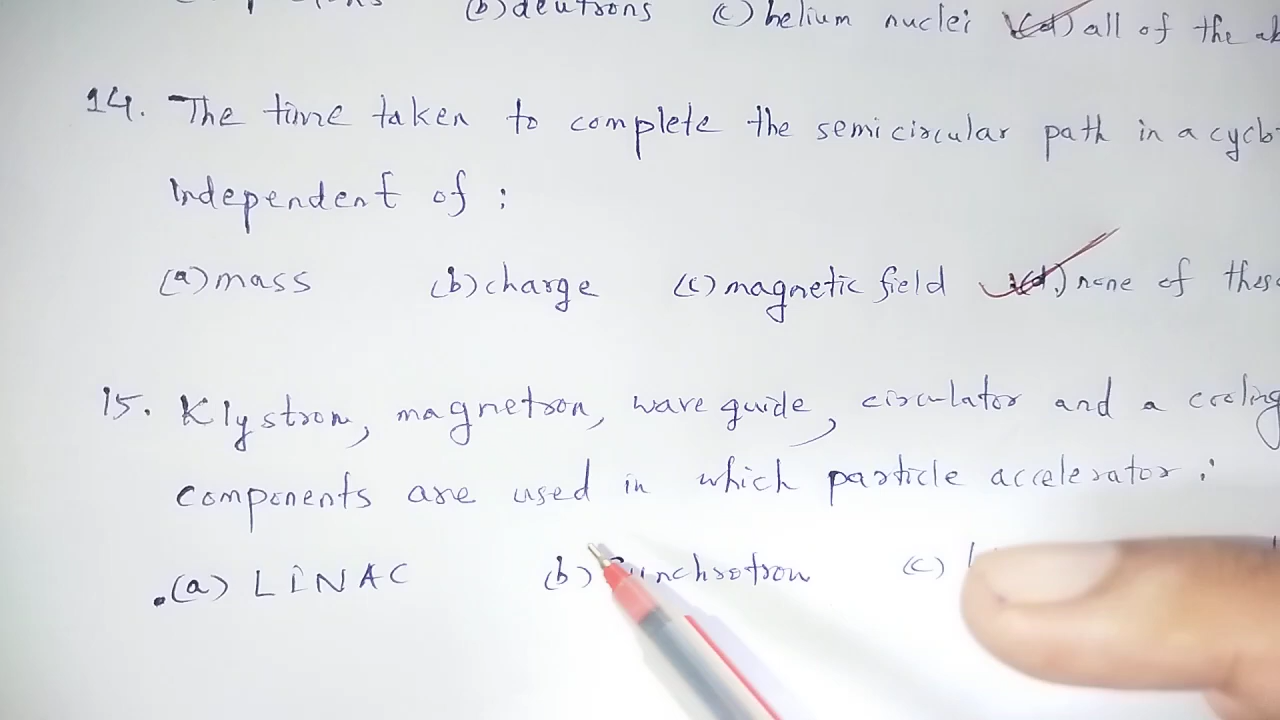 (b) deutrons (c) helium nuclei (d) all of the
14. The time taken to complete the semicircular path in a
Independent of :
(a) mass (b) charge (c) magnetic field (d) none of
15. Klystron, magnetron, wave guide, circulator and a cooling
components are used in which particle accelerator :
(a) LINAC (b) Synchrotron (c)